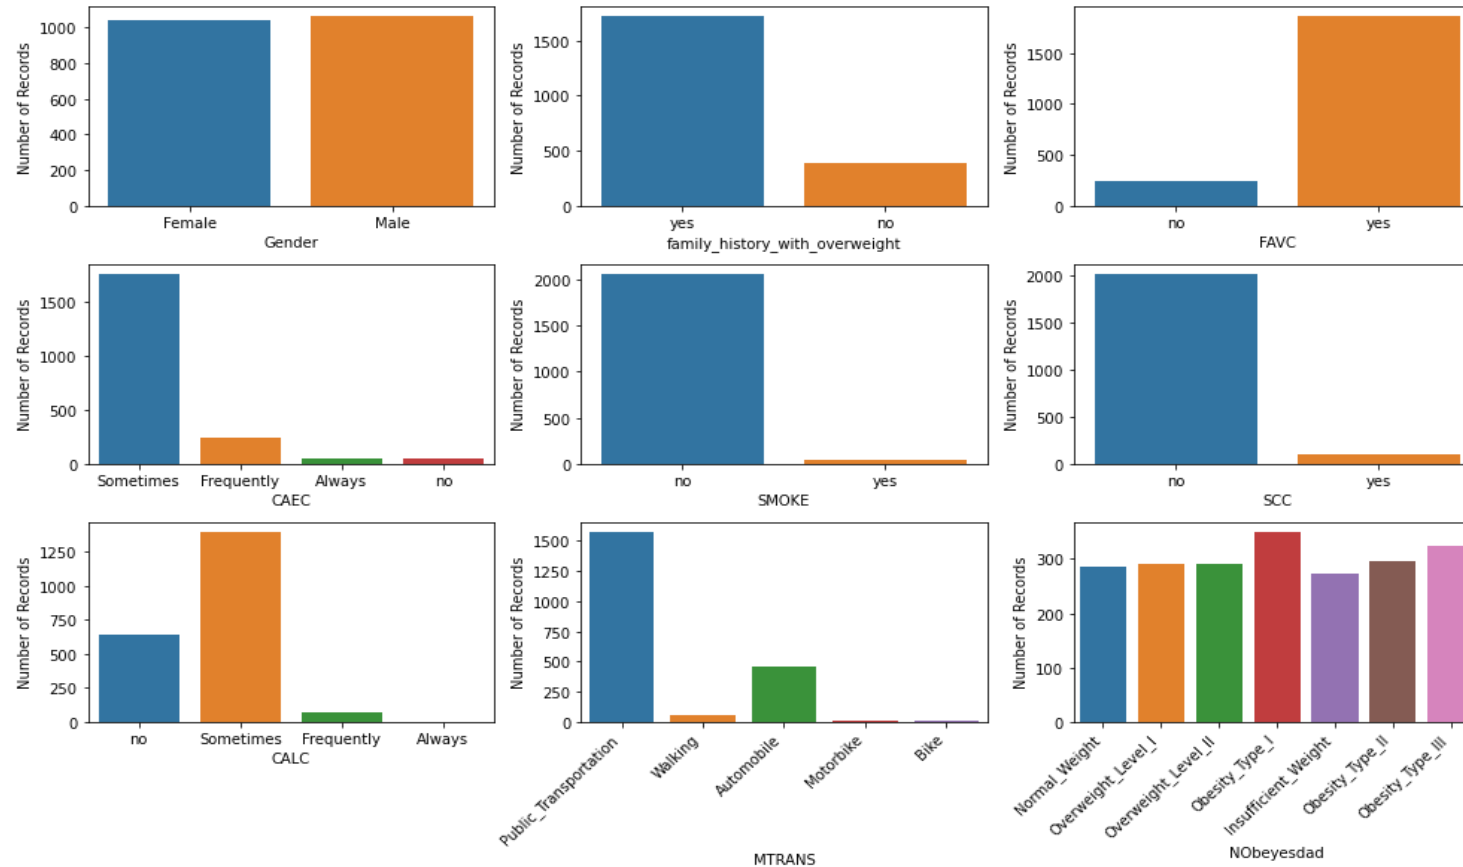 Number of Records
1000
800
600
400
200
0
Female Male
Gender
Number of Records
1500
1000
500
0
yes no
family_history_with_overweight
Number of Records
1500
1000
500
0
no yes
FAVC
Number of Records
1500
1000
500
0
Sometimes Frequently Always no
CAEC
Number of Records
2000
1500
1000
500
0
no yes
SMOKE
Number of Records
2000
1500
1000
500
0
no yes
SCC
Number of Records
1250
1000
750
500
250
0
no Sometimes Frequently Always
CALC
Number of Records
1500
1250
1000
750
500
250
0
Public_Transportation
Walking
Automobile
Motorbike
Bike
MTRANS
Number of Records
300
200
100
0
Normal_Weight
Overweight_Level_I
Overweight_Level_II
Obesity_Type_I
Insufficient_Weight
Obesity_Type_II
Obesity_Type_III
NObeyesdad